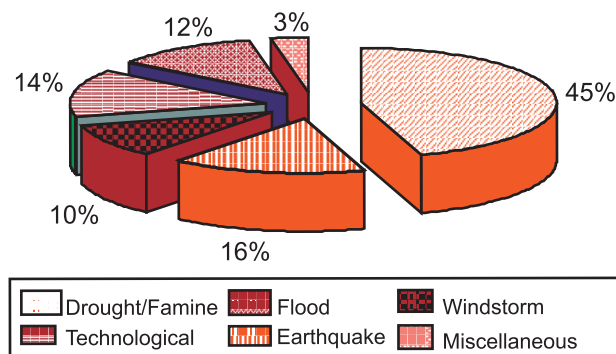 12% 3%
14% 45%
10%
16%
Drought/Famine Flood Windstorm
Technological Earthquake Miscellaneous